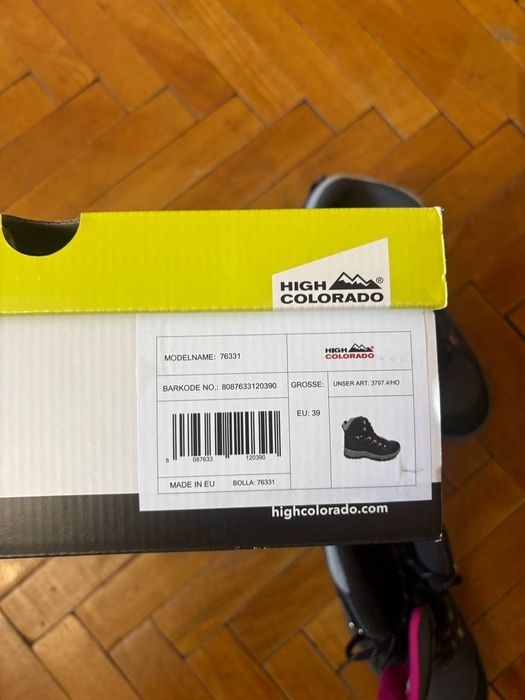 HIGH
COLORADO
®
MODELNAME: 76331
HIGH
COLORADO
BARKODE NO.: 8087633120390
GROSSE:
UNSER ART: 3797.4/HO
EU: 39
8 087633 120390
MADE IN EU
BOLLA: 76331
highcolorado.com